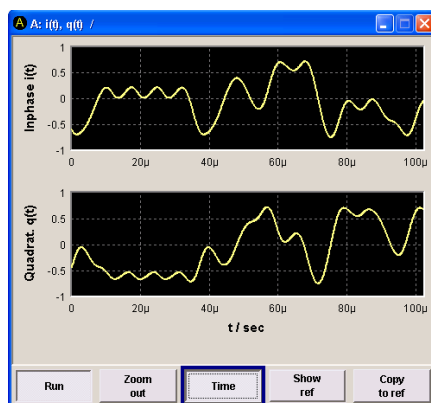 A: i(t), q(t) /
Inphase i(t)
1
0.5
0
-0.5
-1
0 20µ 40µ 60µ 80µ 100µ
Quadrat. q(t)
1
0.5
0
-0.5
-1
0 20µ 40µ 60µ 80µ 100µ
t / sec
Run Zoom out Time Show ref Copy to ref